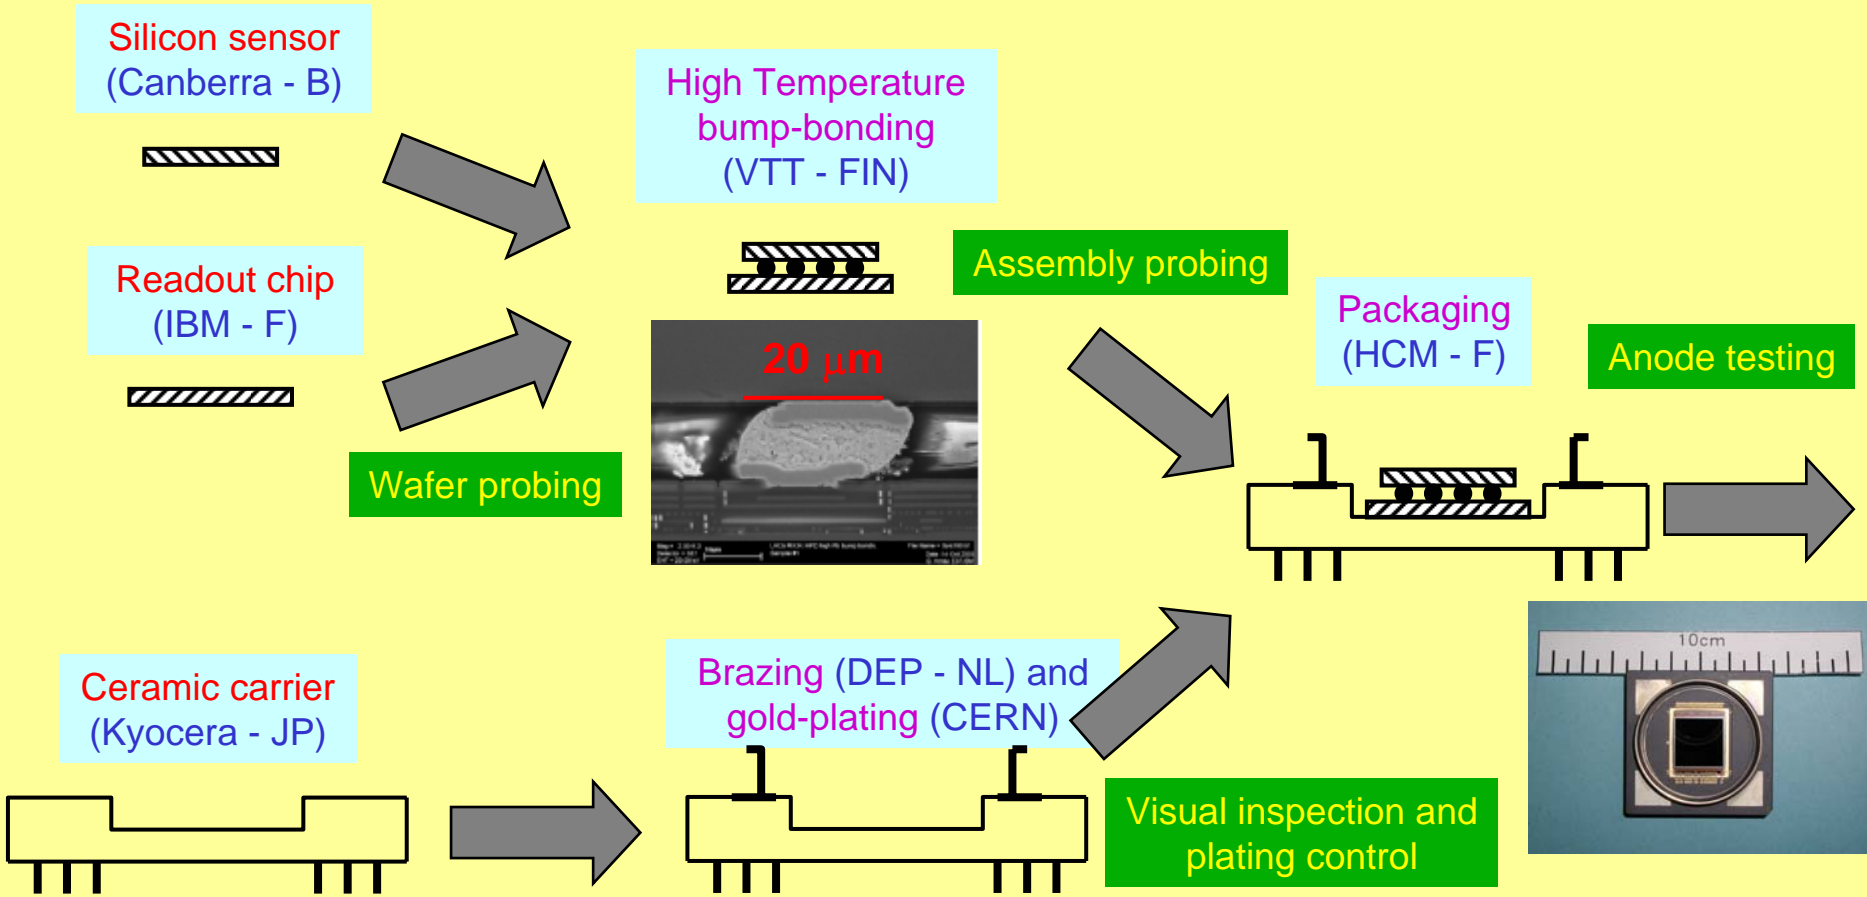 Silicon sensor
(Canberra - B)
High Temperature
bump-bonding
(VTT - FIN)
Readout chip
(IBM - F)
Assembly probing
Packaging
(HCM - F)
Anode testing
20 μm
Wafer probing
10cm
Ceramic carrier
(Kyocera - JP)
Brazing (DEP - NL) and
gold-plating (CERN)
Visual inspection and
plating control